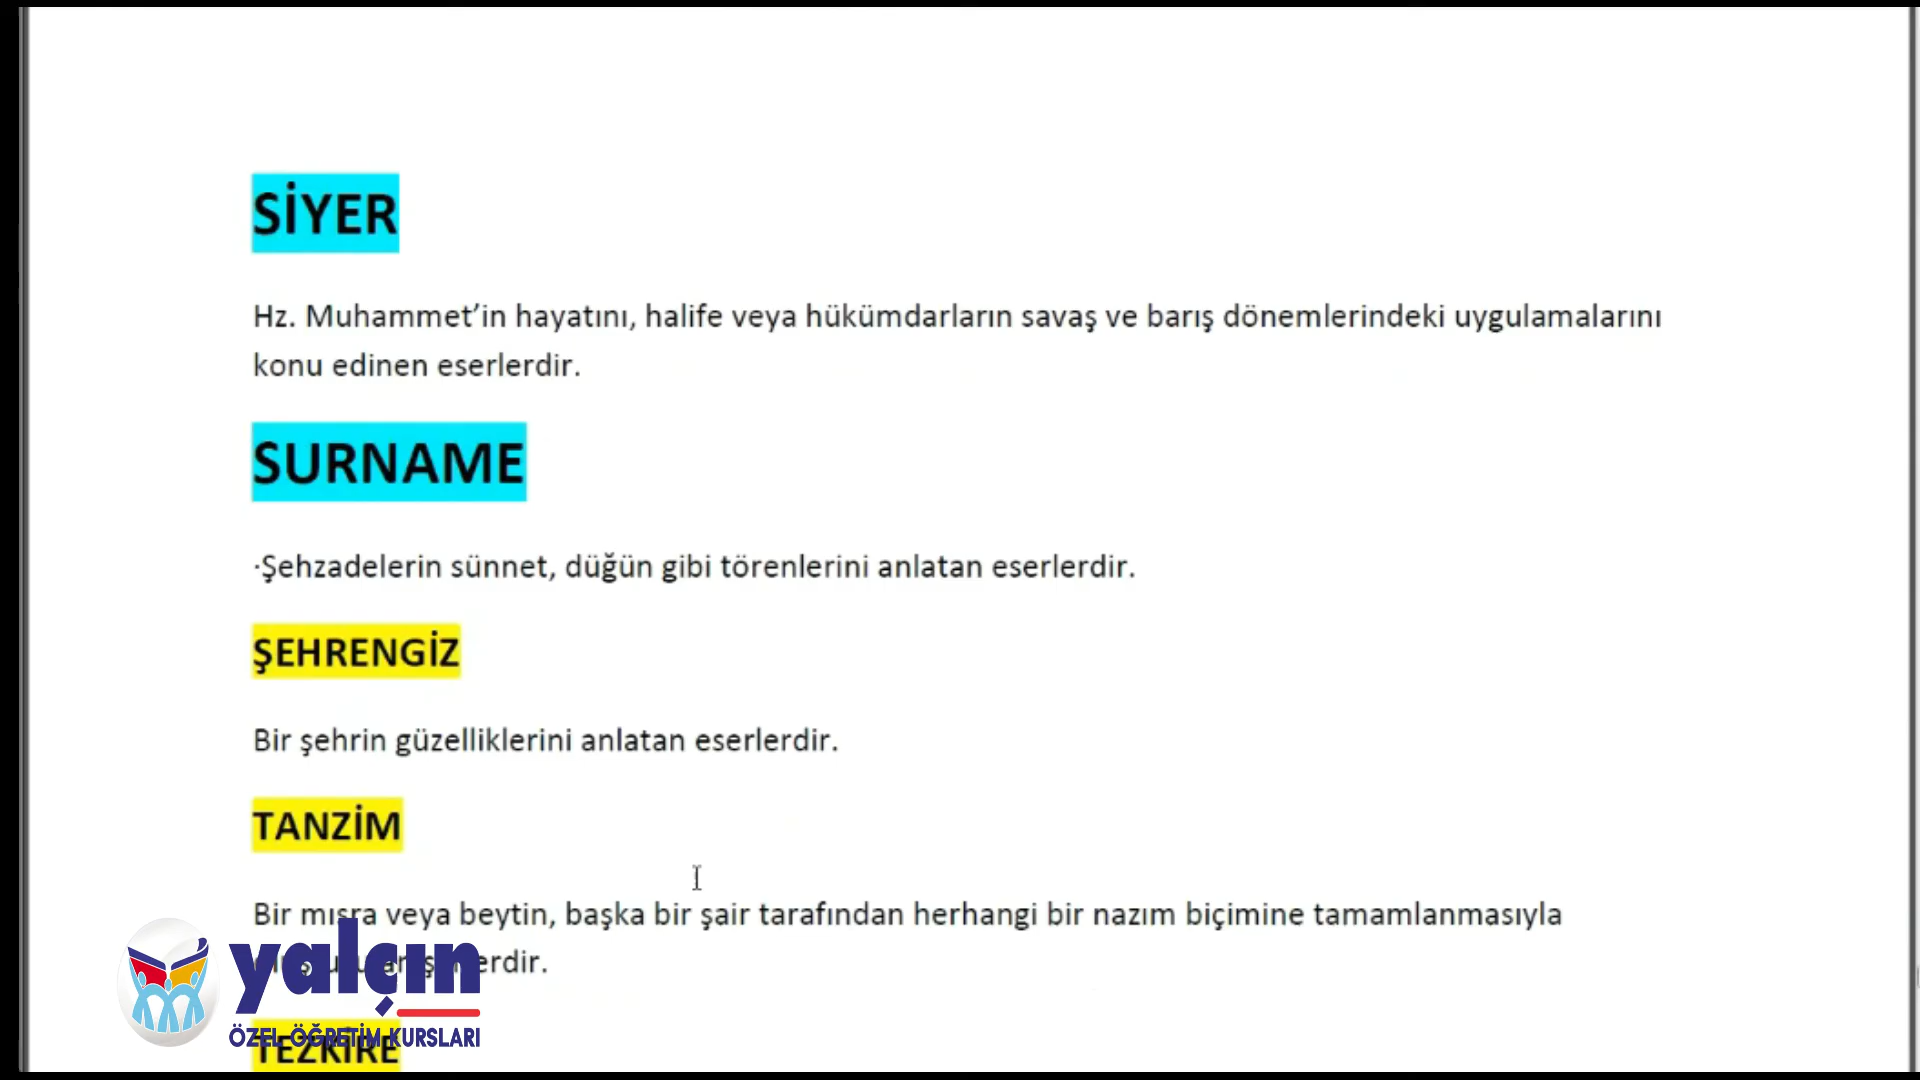 SİYER
Hz. Muhammet’in hayatını, halife veya hükümdarların savaş ve barış dönemlerindeki uygulamalarını
konu edinen eserlerdir.
SURNAME
·Şehzadelerin sünnet, düğün gibi törenlerini anlatan eserlerdir.
ŞEHRENGİZ
Bir şehrin güzelliklerini anlatan eserlerdir.
TANZİM
Bir mısra veya beytin, başka bir şair tarafından herhangi bir nazım biçimine tamamlanmasıyla
yalçın
ÖZEL ÖĞRETİM KURSLARI
TEZKİRE